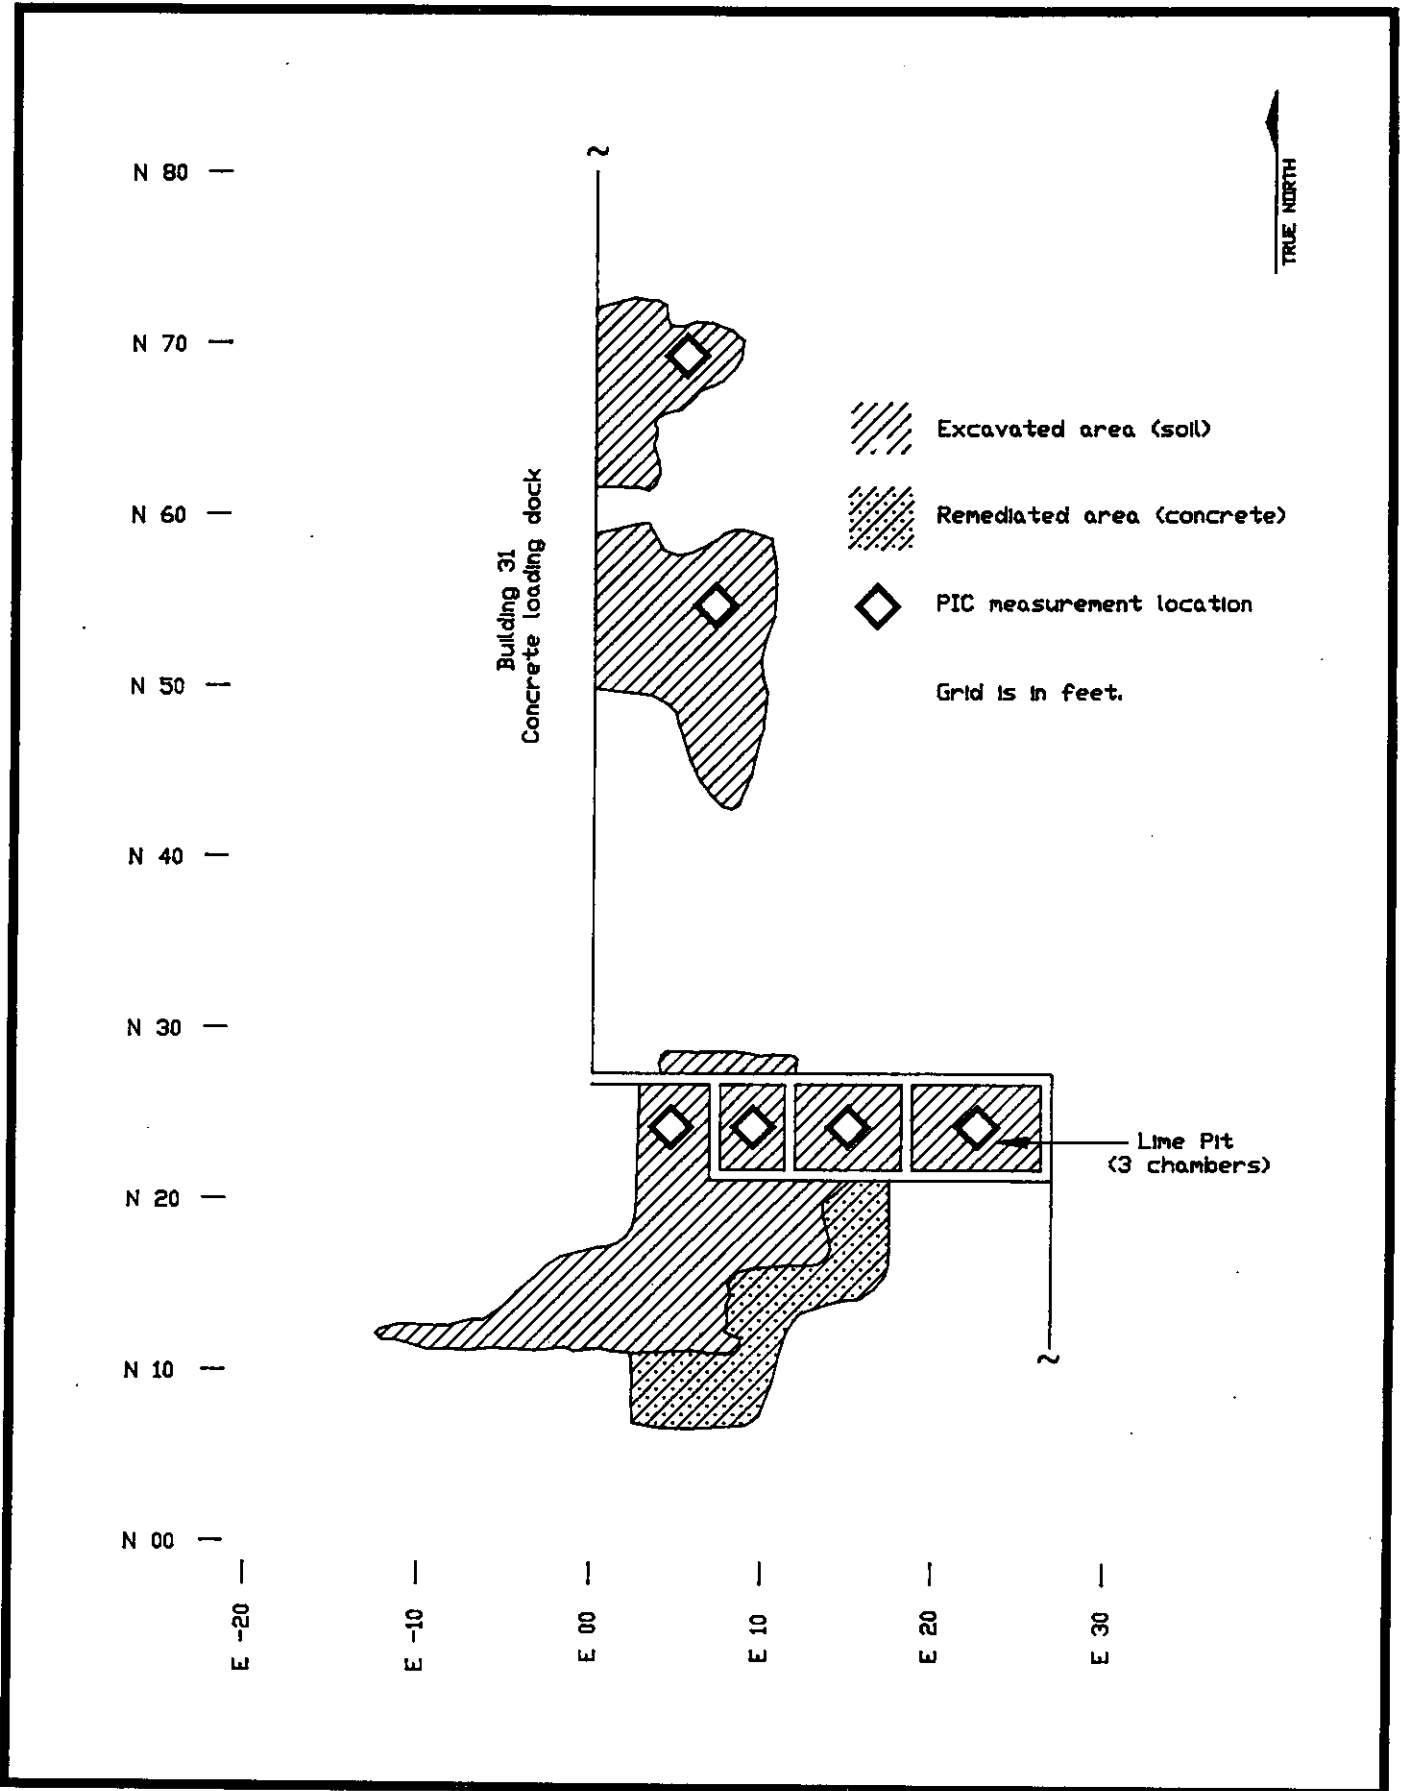 TRUE NORTH
N 80
N 70
N 60
N 50
N 40
N 30
N 20
N 10
N 00
Building 31
Concrete loading dock
Excavated area (soil)
Remediated area (concrete)
PIC measurement location
Grid is in feet.
Lime Pit
(3 chambers)
E -20
E -10
E 00
E 10
E 20
E 30